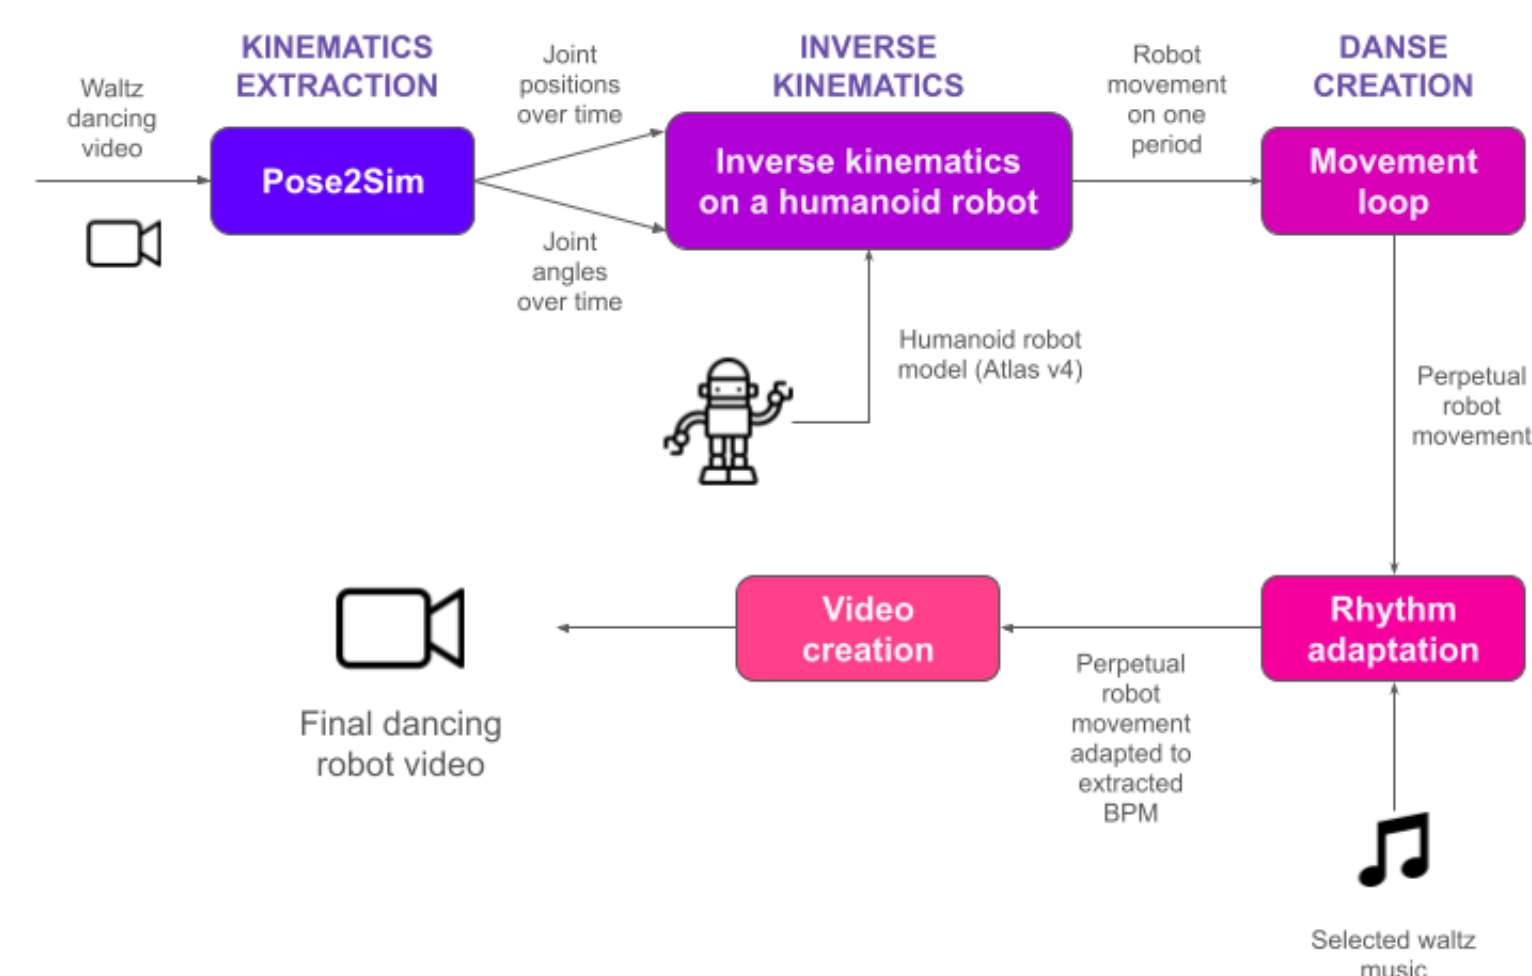 KINEMATICS
EXTRACTION
Joint
positions
over time
INVERSE
KINEMATICS
Robot
movement
on one
period
DANSE
CREATION
Waltz
dancing
video
Pose2Sim
Inverse kinematics
on a humanoid robot
Movement
loop
Joint
angles
over time
Humanoid robot
model (Atlas v4)
Perpetual
robot
movement
Video
creation
Rhythm
adaptation
Perpetual
robot
movement
adapted to
extracted
BPM
Final dancing
robot video
Selected waltz
music